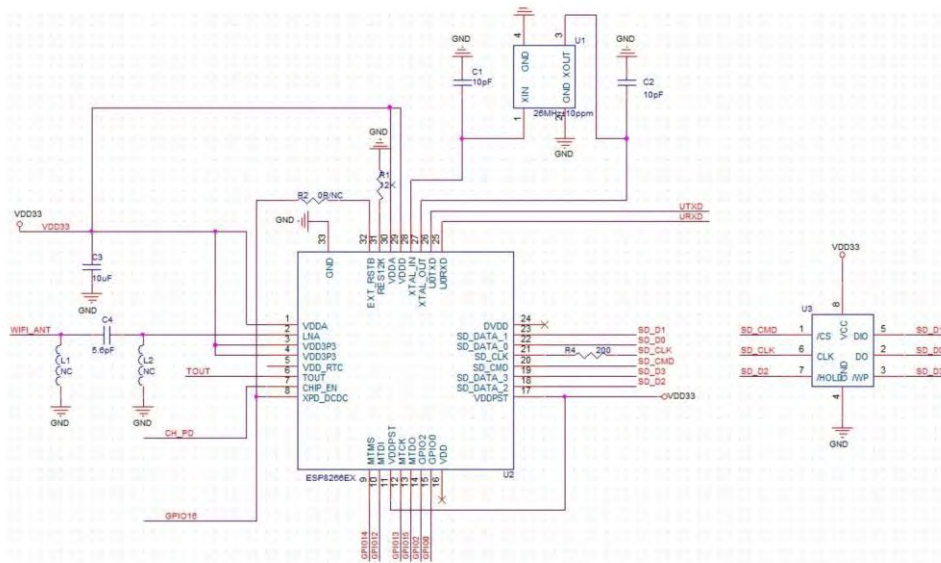 GND
GND
GND
C1
10pF
4
3
U1
GND XOUT
XIN GND
1
2
26MHz±10ppm
GND
C2
10pF
GND
R1
12K
R2 0R/NC
GND
UTXD
URXD
VDD33
VDD33
C3
10uF
GND
33
32
31
30
29
28
27
26
25
GND
EXT_RSTB
RES12K
VDDA
VDDD
XTAL_IN
XTAL_OUT
U0TXD
U0RXD
WIFI_ANT
C4
5.6pF
L1
NC
L2
NC
GND
GND
TOUT
CH_PD
GPIO16
1 VDDA
2 LNA
3 VDD3P3
4 VDD3P3
5 VDD_RTC
6 TOUT
7 CHP_EN
8 XPD_DCDC
DVDD 24
SD_DATA_1 23 SD_D1
SD_DATA_0 22 SD_D0
SD_CLK 21 R4 200 SD_CLK
SD_CMD 20 SD_CMD
SD_DATA_3 19 SD_D3
SD_DATA_2 18 SD_D2
VDDPST 17
VDD33
MTMS
MTDI
VDDPST
MTCK
MTDO
GPIO2
GPIO0
VDD
ESP8266EX
U2
9
10
11
12
13
14
15
16
GPIO14
GPIO12
GPIO13
GPIO15
GPIO2
GPIO0
VDD33
8
U3
SD_CMD 1 /CS VCC DIO 5 SD_D1
SD_CLK 6 CLK DO 2 SD_D0
SD_D2 7 /HOLD GND /WP 3 SD_D3
4
GND